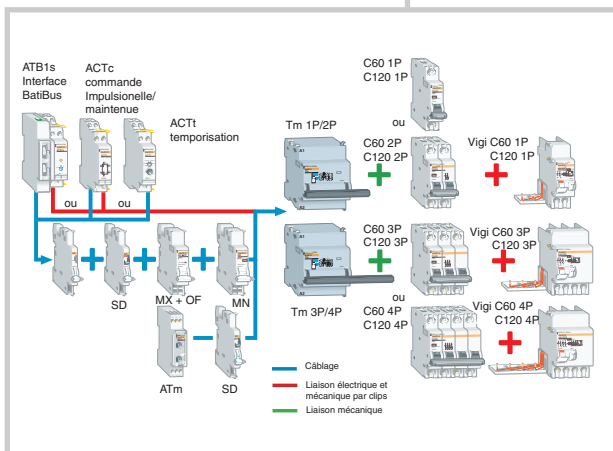 ATB1s
Interface
BatiBus
ACTc
commande
Impulsionelle/
maintenue
ACTt
temporisation
C60 1P
C120 1P
ou
Tm 1P/2P
C60 2P
C120 2P
Vigi C60 1P
C120 1P
ou
ou
SD
MX + OF
MN
ATm
SD
Tm 3P/4P
C60 3P
C120 3P
Vigi C60 3P
C120 3P
ou
C60 4P
C120 4P
Vigi C60 4P
C120 4P
Câblage
Liaison électrique et
mécanique par clips
Liaison mécanique